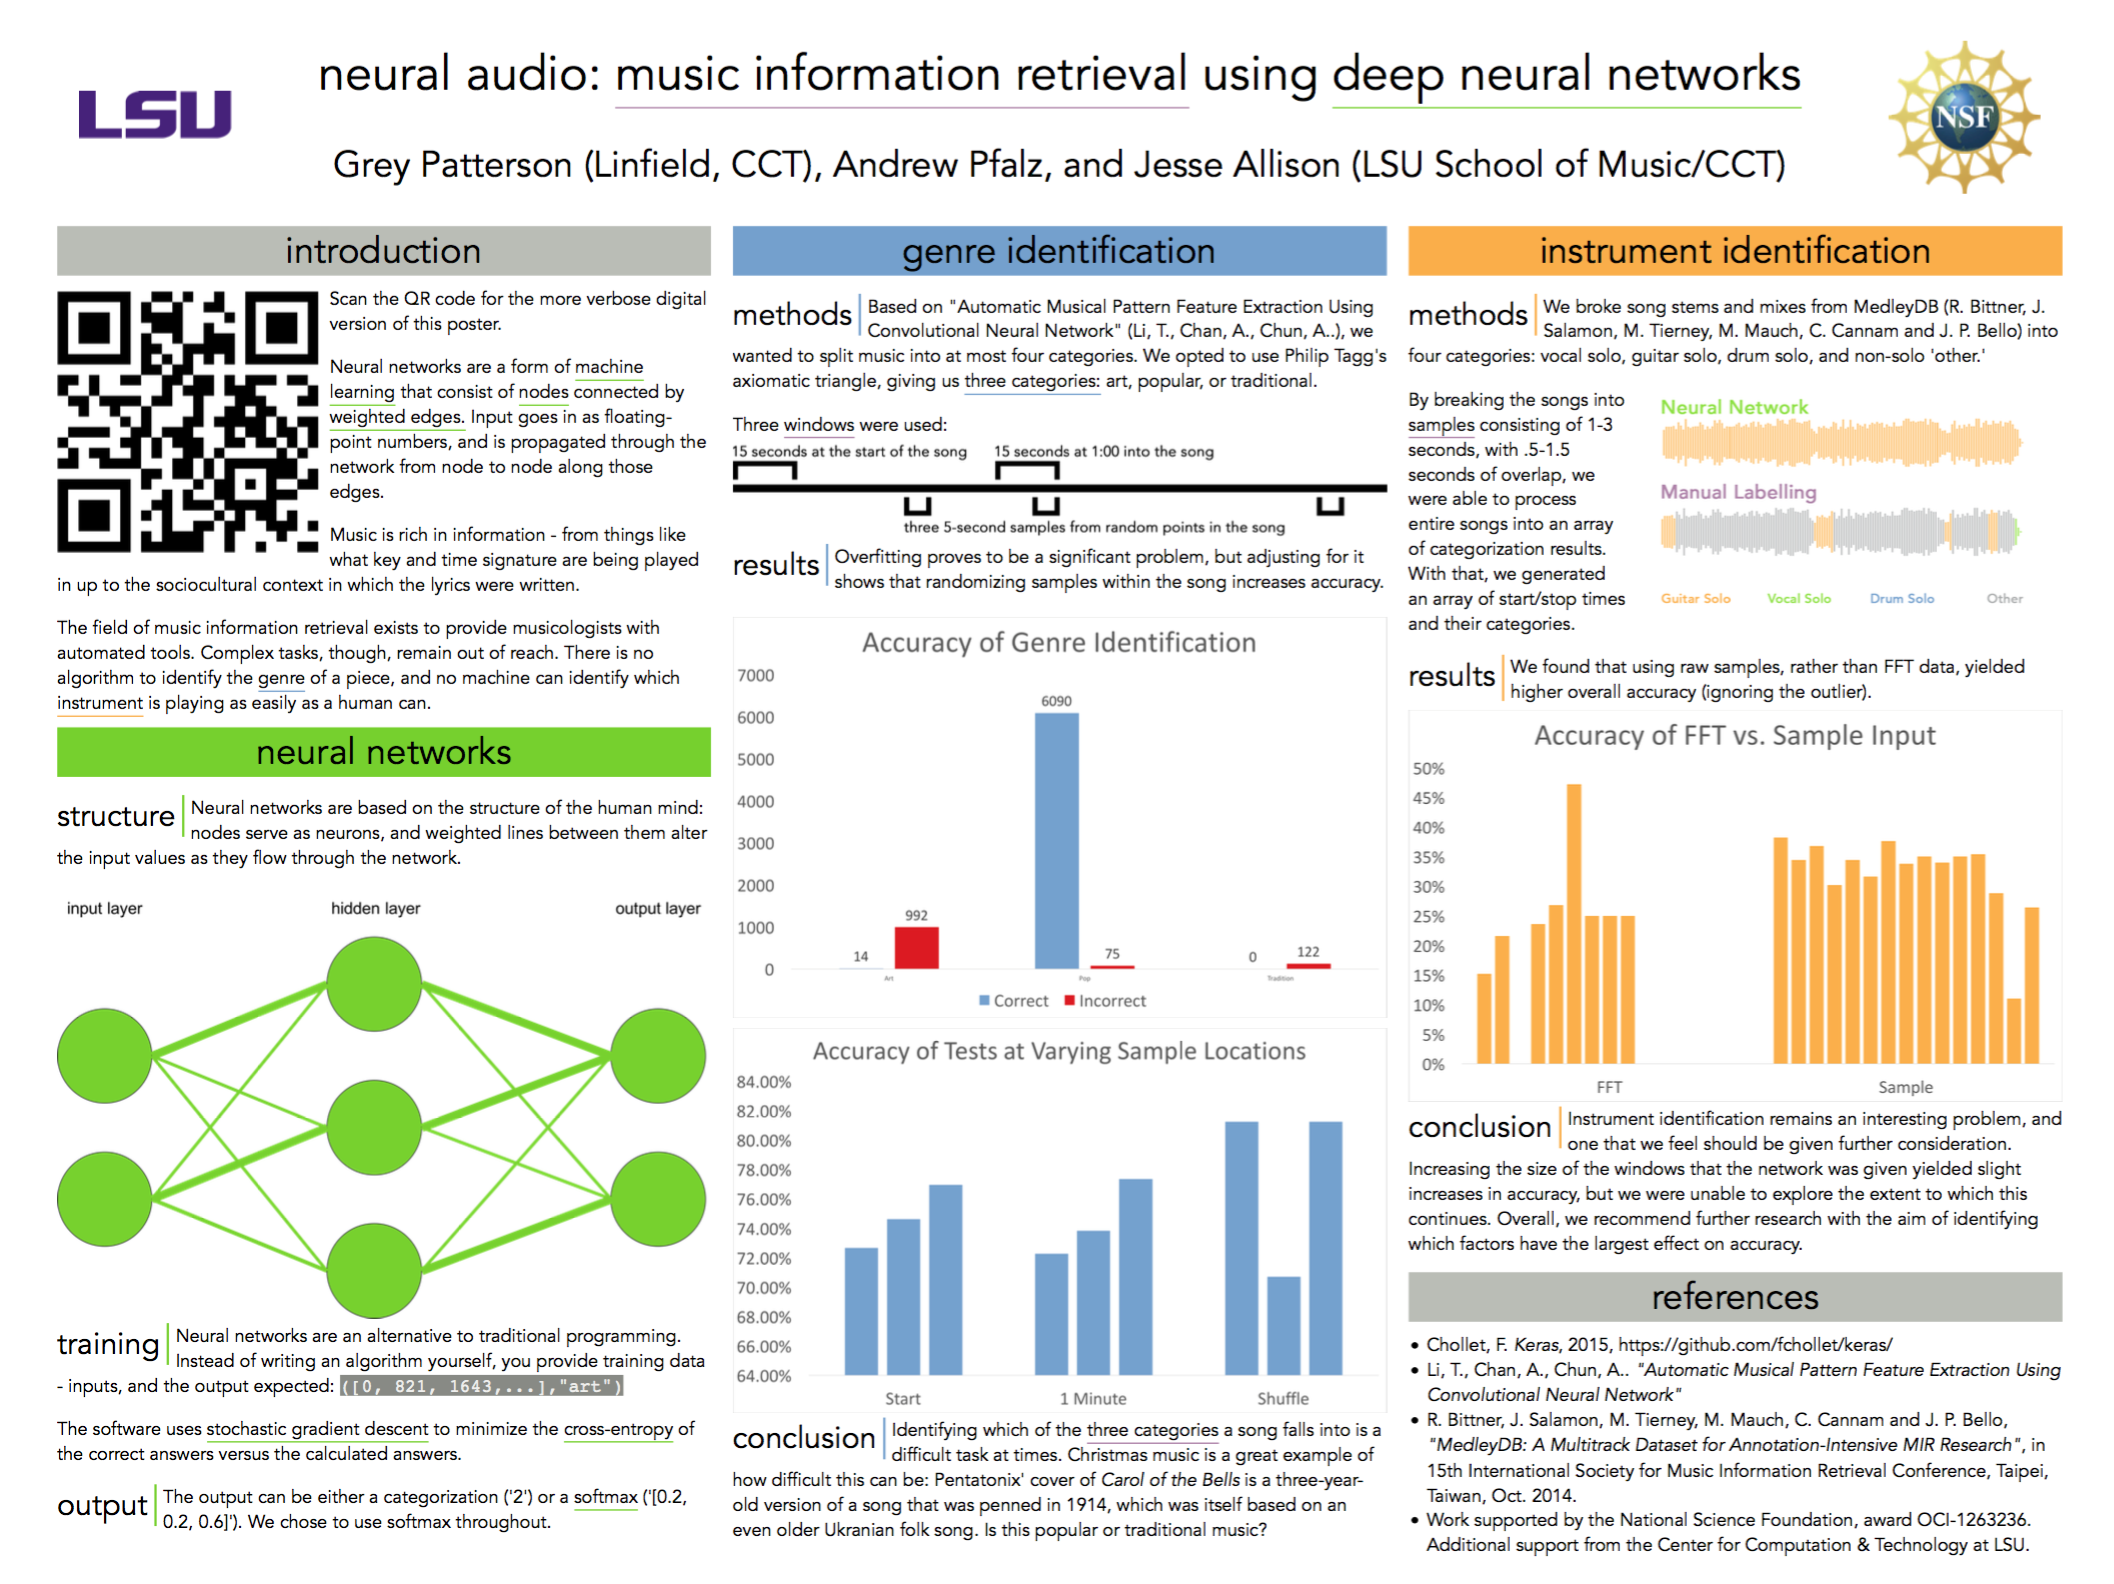 neural audio: music information retrieval using deep neural networks
LSU
NSF
Grey Patterson (Linfield, CCT), Andrew Pfalz, and Jesse Allison (LSU School of Music/CCT)
introduction
Scan the QR code for the more verbose digital
version of this poster.
Neural networks are a form of machine
learning that consist of nodes connected by
weighted edges. Input goes in as floating-
point numbers, and is propagated through the
network from node to node along those
edges.
Music is rich in information - from things like
what key and time signature are being played
in up to the sociocultural context in which the lyrics were written.
The field of music information retrieval exists to provide musicologists with
automated tools. Complex tasks, though, remain out of reach. There is no
algorithm to identify the genre of a piece, and no machine can identify which
instrument is playing as easily as a human can.
neural networks
structure
Neural networks are based on the structure of the human mind:
nodes serve as neurons, and weighted lines between them alter
the input values as they flow through the network.
input layer hidden layer output layer
training
Neural networks are an alternative to traditional programming.
Instead of writing an algorithm yourself, you provide training data
- inputs, and the output expected: ([0, 821, 1643,...],"art")
The software uses stochastic gradient descent to minimize the cross-entropy of
the correct answers versus the calculated answers.
output
The output can be either a categorization ('2') or a softmax ('[0.2,
0.2, 0.6]'). We chose to use softmax throughout.
genre identification
methods
Based on "Automatic Musical Pattern Feature Extraction Using
Convolutional Neural Network" (Li, T., Chan, A., Chun, A..), we
wanted to split music into at most four categories. We opted to use Philip Tagg's
axiomatic triangle, giving us three categories: art, popular, or traditional.
Three windows were used:
15 seconds at the start of the song 15 seconds at 1:00 into the song
three 5-second samples from random points in the song
results
Overfitting proves to be a significant problem, but adjusting for it
shows that randomizing samples within the song increases accuracy.
Accuracy of Genre Identification
7000
6000
5000
4000
3000
2000
1000
0
14
992
6090
75
0
122
Art Pop Tradition
Correct Incorrect
Accuracy of Tests at Varying Sample Locations
84.00%
82.00%
80.00%
78.00%
76.00%
74.00%
72.00%
70.00%
68.00%
66.00%
64.00%
Start 1 Minute Shuffle
conclusion
Identifying which of the three categories a song falls into is a
difficult task at times. Christmas music is a great example of
how difficult this can be: Pentatonix' cover of Carol of the Bells is a three-year-
old version of a song that was penned in 1914, which was itself based on an
even older Ukranian folk song. Is this popular or traditional music?
instrument identification
methods
We broke song stems and mixes from MedleyDB (R. Bittner, J.
Salamon, M. Tierney, M. Mauch, C. Cannam and J. P. Bello) into
four categories: vocal solo, guitar solo, drum solo, and non-solo 'other.'
By breaking the songs into
samples consisting of 1-3
seconds, with .5-1.5
seconds of overlap, we
were able to process
entire songs into an array
of categorization results.
With that, we generated
an array of start/stop times
and their categories.
Neural Network
Manual Labelling
Guitar Solo Vocal Solo Drum Solo Other
results
We found that using raw samples, rather than FFT data, yielded
higher overall accuracy (ignoring the outlier).
Accuracy of FFT vs. Sample Input
50%
45%
40%
35%
30%
25%
20%
15%
10%
5%
0%
FFT Sample
conclusion
Instrument identification remains an interesting problem, and
one that we feel should be given further consideration.
Increasing the size of the windows that the network was given yielded slight
increases in accuracy, but we were unable to explore the extent to which this
continues. Overall, we recommend further research with the aim of identifying
which factors have the largest effect on accuracy.
references
• Chollet, F. Keras, 2015, https://github.com/fchollet/keras/
• Li, T., Chan, A., Chun, A.. "Automatic Musical Pattern Feature Extraction Using
Convolutional Neural Network"
• R. Bittner, J. Salamon, M. Tierney, M. Mauch, C. Cannam and J. P. Bello,
"MedleyDB: A Multitrack Dataset for Annotation-Intensive MIR Research", in
15th International Society for Music Information Retrieval Conference, Taipei,
Taiwan, Oct. 2014.
• Work supported by the National Science Foundation, award OCI-1263236.
Additional support from the Center for Computation & Technology at LSU.